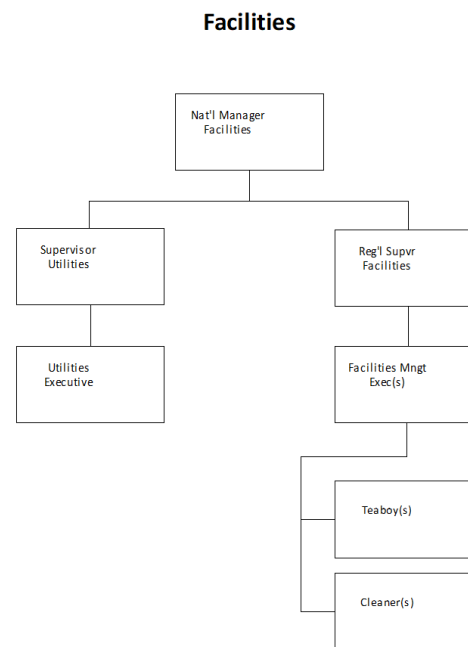 Facilities
Nat'l Manager
Facilities
Supervisor
Utilities
Reg'l Supvr
Facilities
Utilities
Executive
Facilities Mngt
Exec(s)
Teaboy(s)
Cleaner(s)